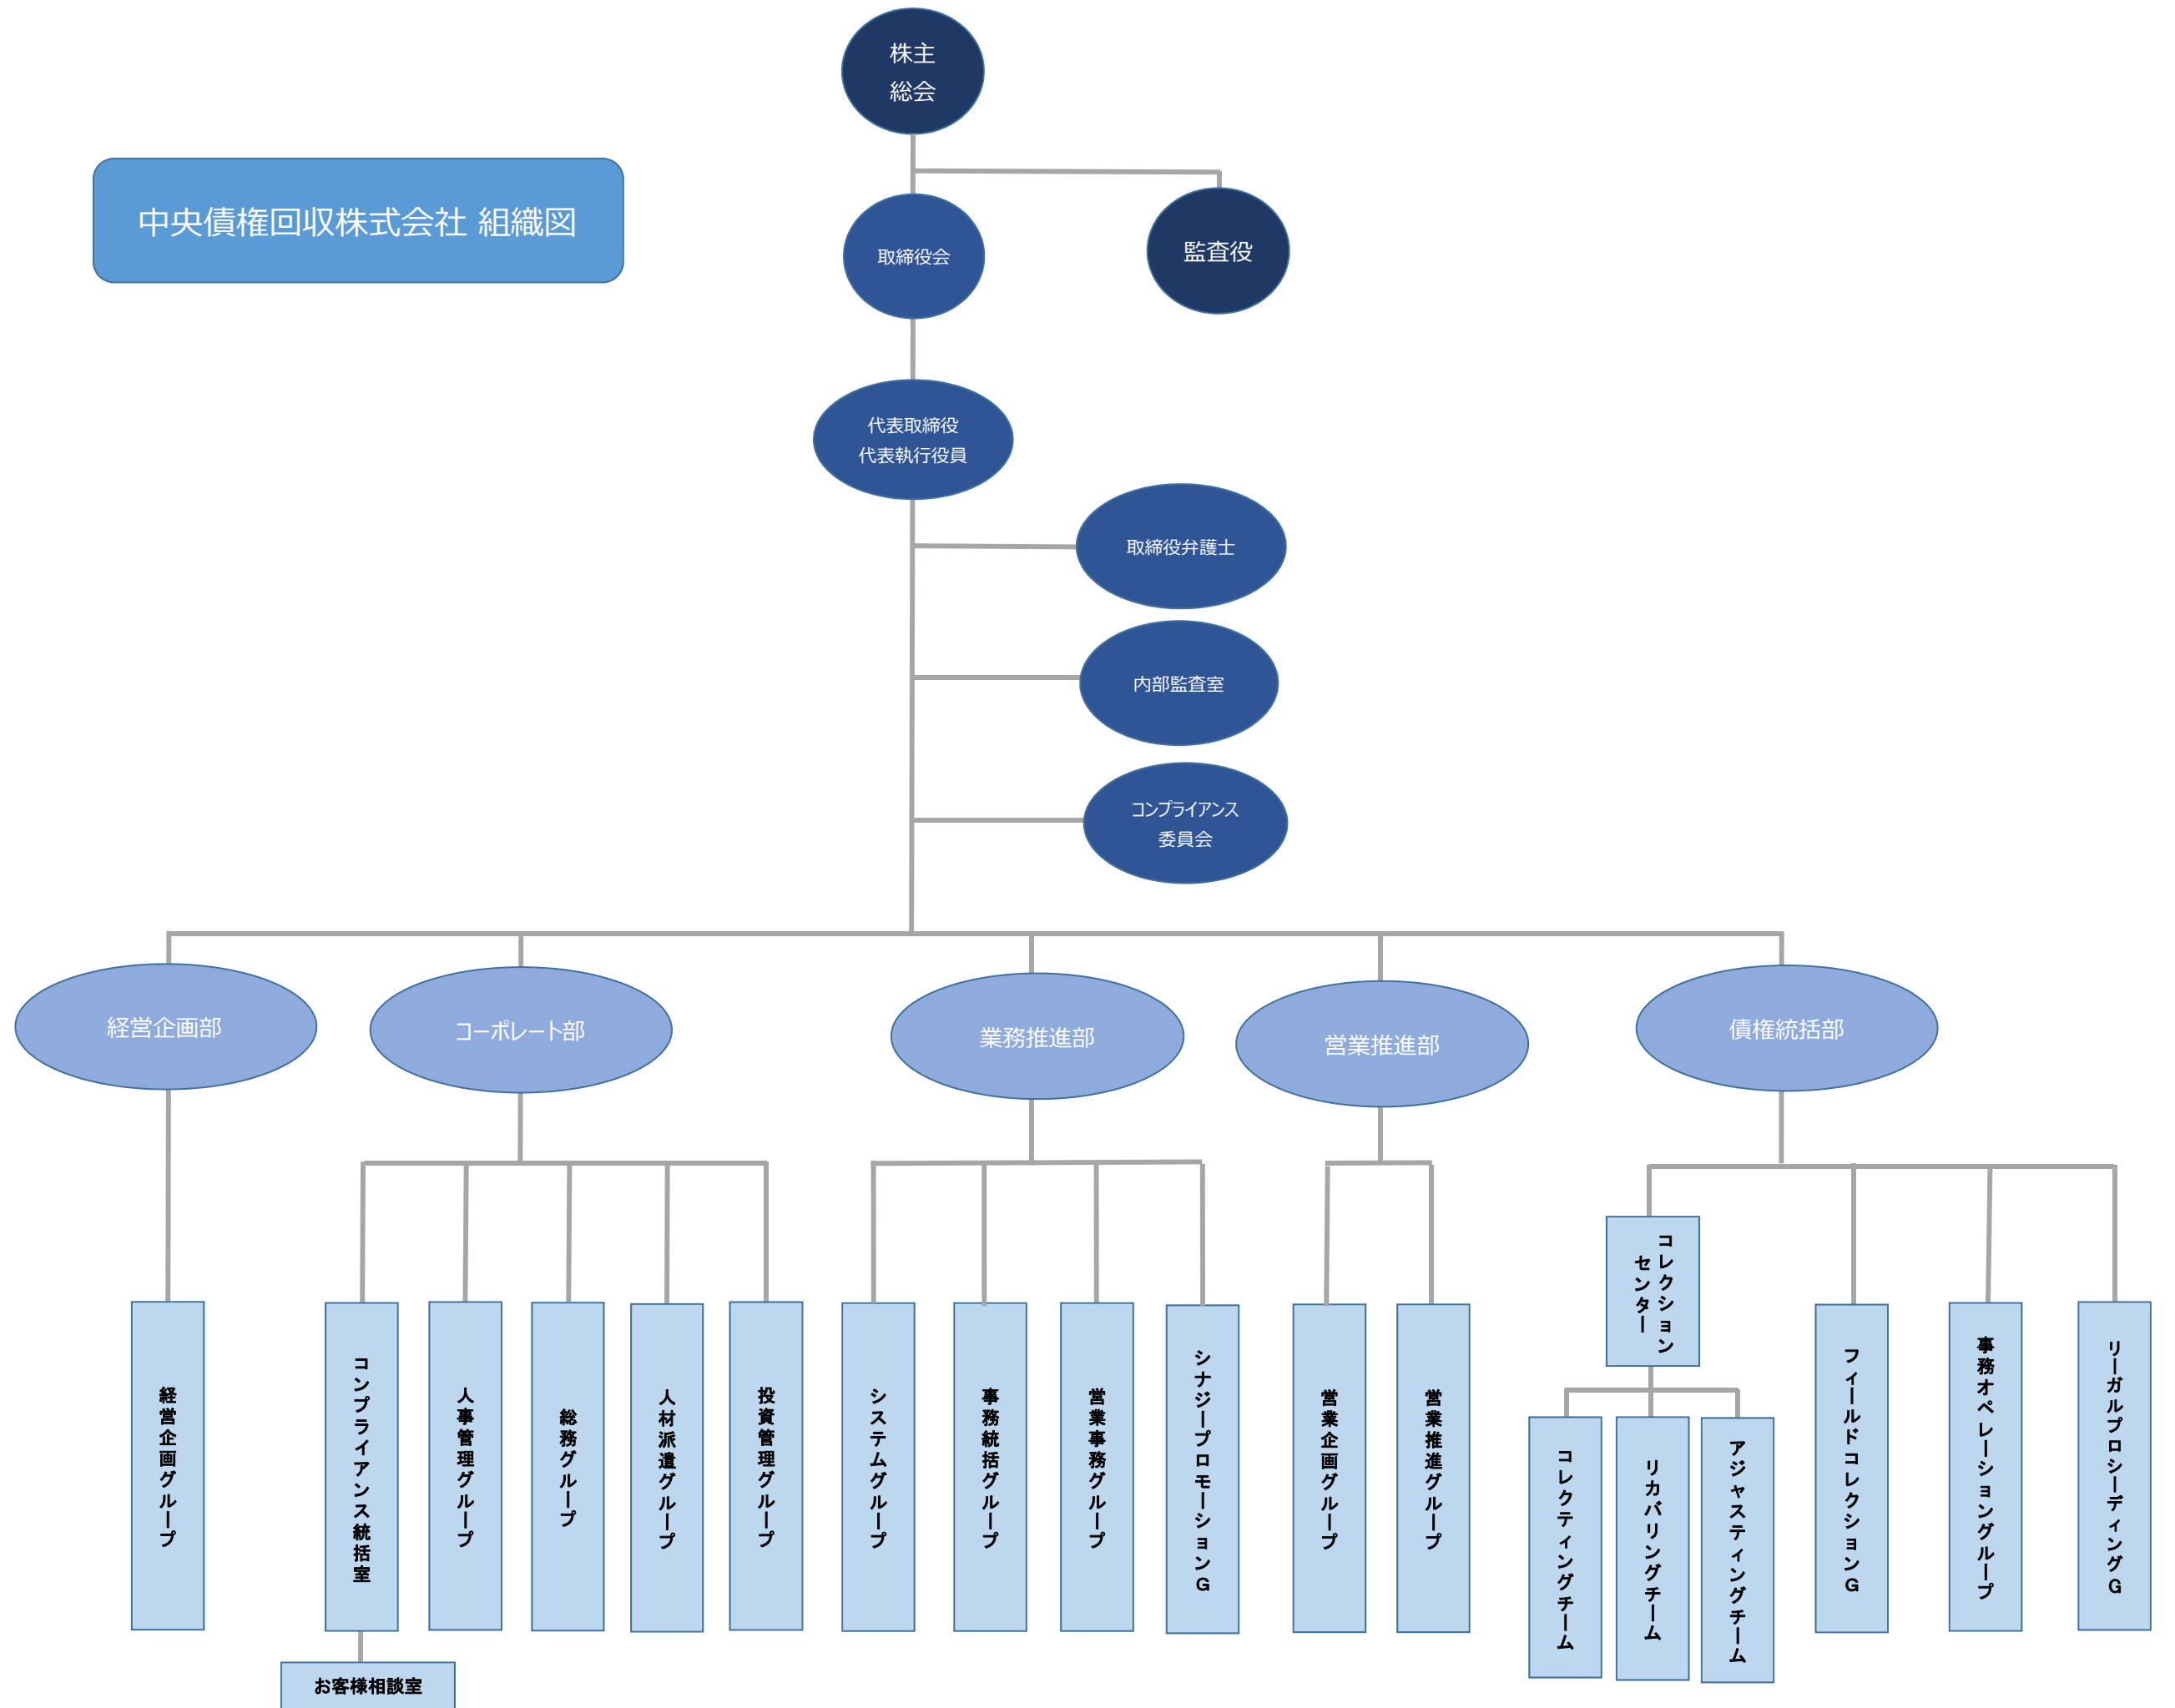 株主
総会
中央債権回収株式会社 組織図
取締役会
監査役
代表取締役
代表執行役員
取締役弁護士
内部監査室
コンプライアンス
委員会
経営企画部
コーポレート部
業務推進部
営業推進部
債権統括部
経営企画グループ
コンプライアンス統括室
お客様相談室
人事管理グループ
総務グループ
人材派遣グループ
投資管理グループ
システムグループ
事務統括グループ
営業事務グループ
シナジープロモーションG
営業企画グループ
営業推進グループ
コレクション
センター
コレクティングチーム
リカバリングチーム
アジャスティングチーム
フィールドコレクションG
事務オペレーショングループ
リーガルプロシーディングG